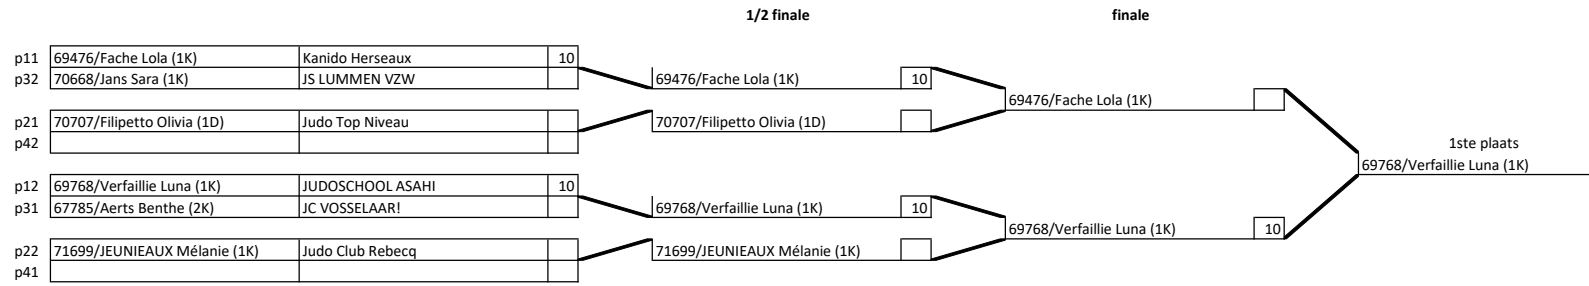 1/2 finale finale
p11 69476/Fache Lola (1K) Kanido Herseaux 10
p32 70668/Jans Sara (1K) JS LUMMEN VZW 69476/Fache Lola (1K) 10
69476/Fache Lola (1K)
p21 70707/Filipetto Olivia (1D) Judo Top Niveau 70707/Filipetto Olivia (1D)
p42 1ste plaats
69768/Verfaillie Luna (1K)
p12 69768/Verfaillie Luna (1K) JUDOSCHOOL ASAHI 10
p31 67785/Aerts Benthe (2K) JC VOSSELAAR! 69768/Verfaillie Luna (1K) 10
69768/Verfaillie Luna (1K) 10
p22 71699/JEUNIEAUX Mélanie (1K) Judo Club Rebecq 71699/JEUNIEAUX Mélanie (1K)
p41